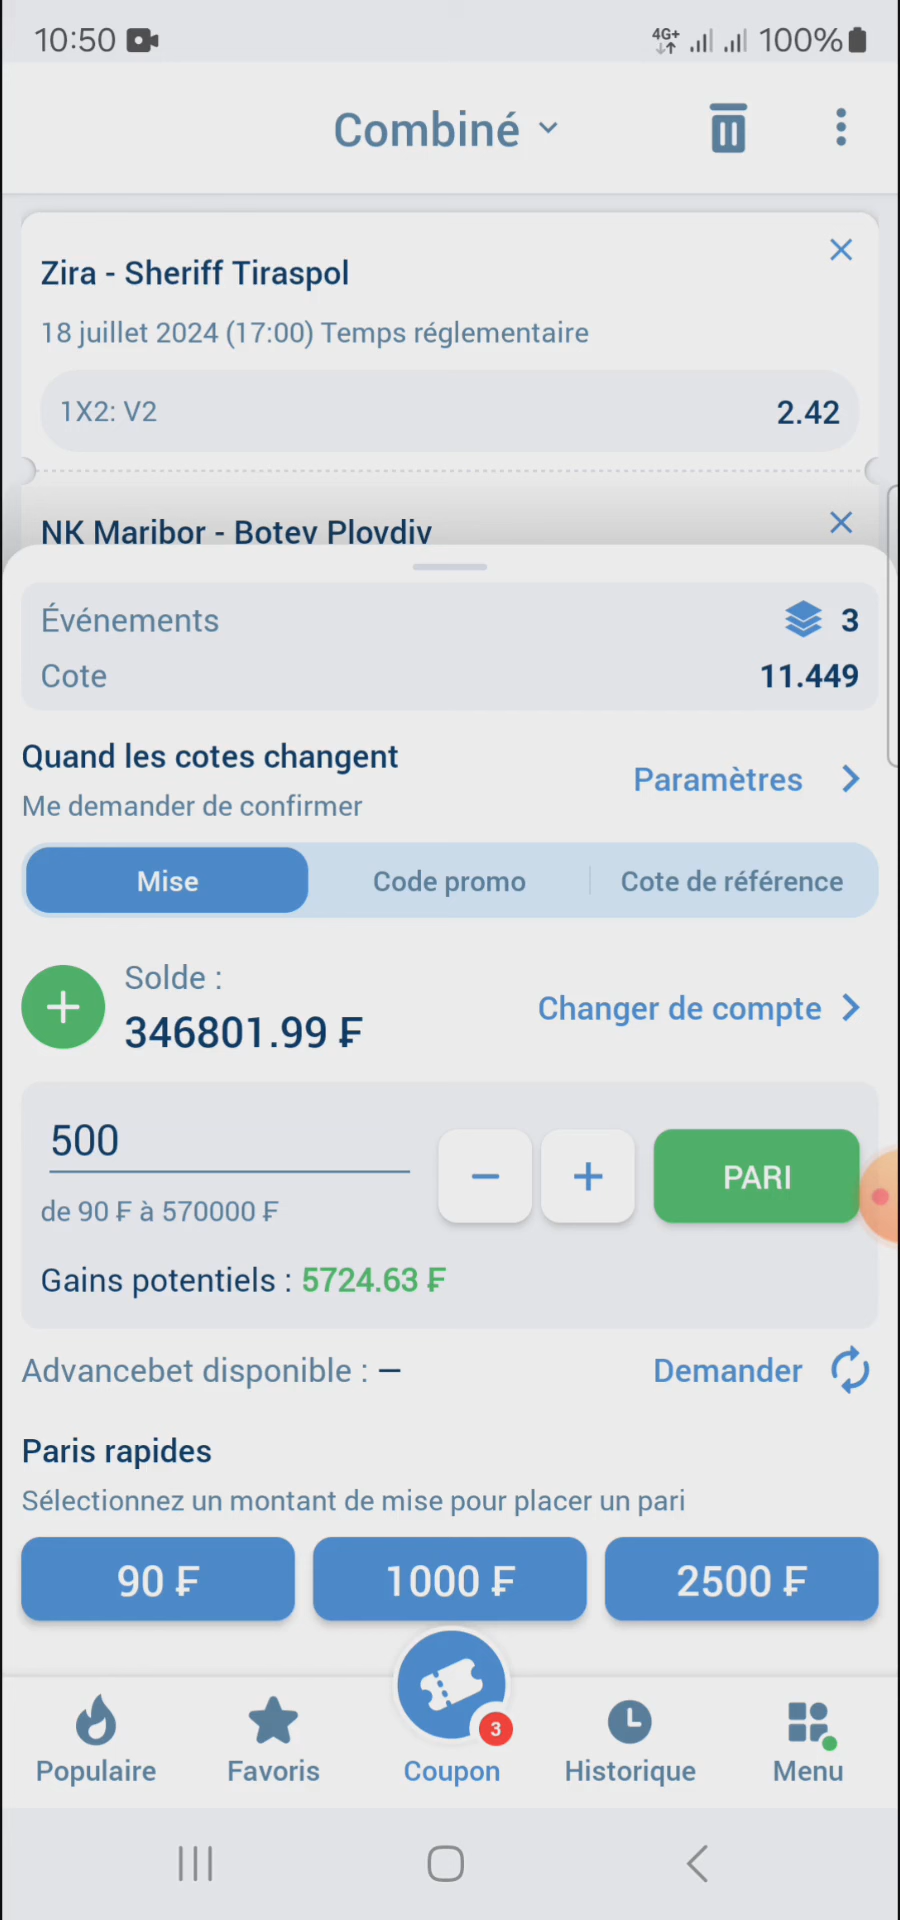 10:50
4G+ 100%
Combiné
Zira - Sheriff Tiraspol
18 juillet 2024 (17:00) Temps réglementaire
1X2: V2 2.42
NK Maribor - Botev Plovdiv
Événements 3
Cote 11.449
Quand les cotes changent
Me demander de confirmer
Paramètres
Mise Code promo Cote de référence
Solde :
346801.99 ₣
Changer de compte
500
de 90 ₣ à 570000 ₣
PARI
Gains potentiels : 5724.63 ₣
Advancebet disponible : – Demander
Paris rapides
Sélectionnez un montant de mise pour placer un pari
90 ₣ 1000 ₣ 2500 ₣
3
Populaire Favoris Coupon Historique Menu